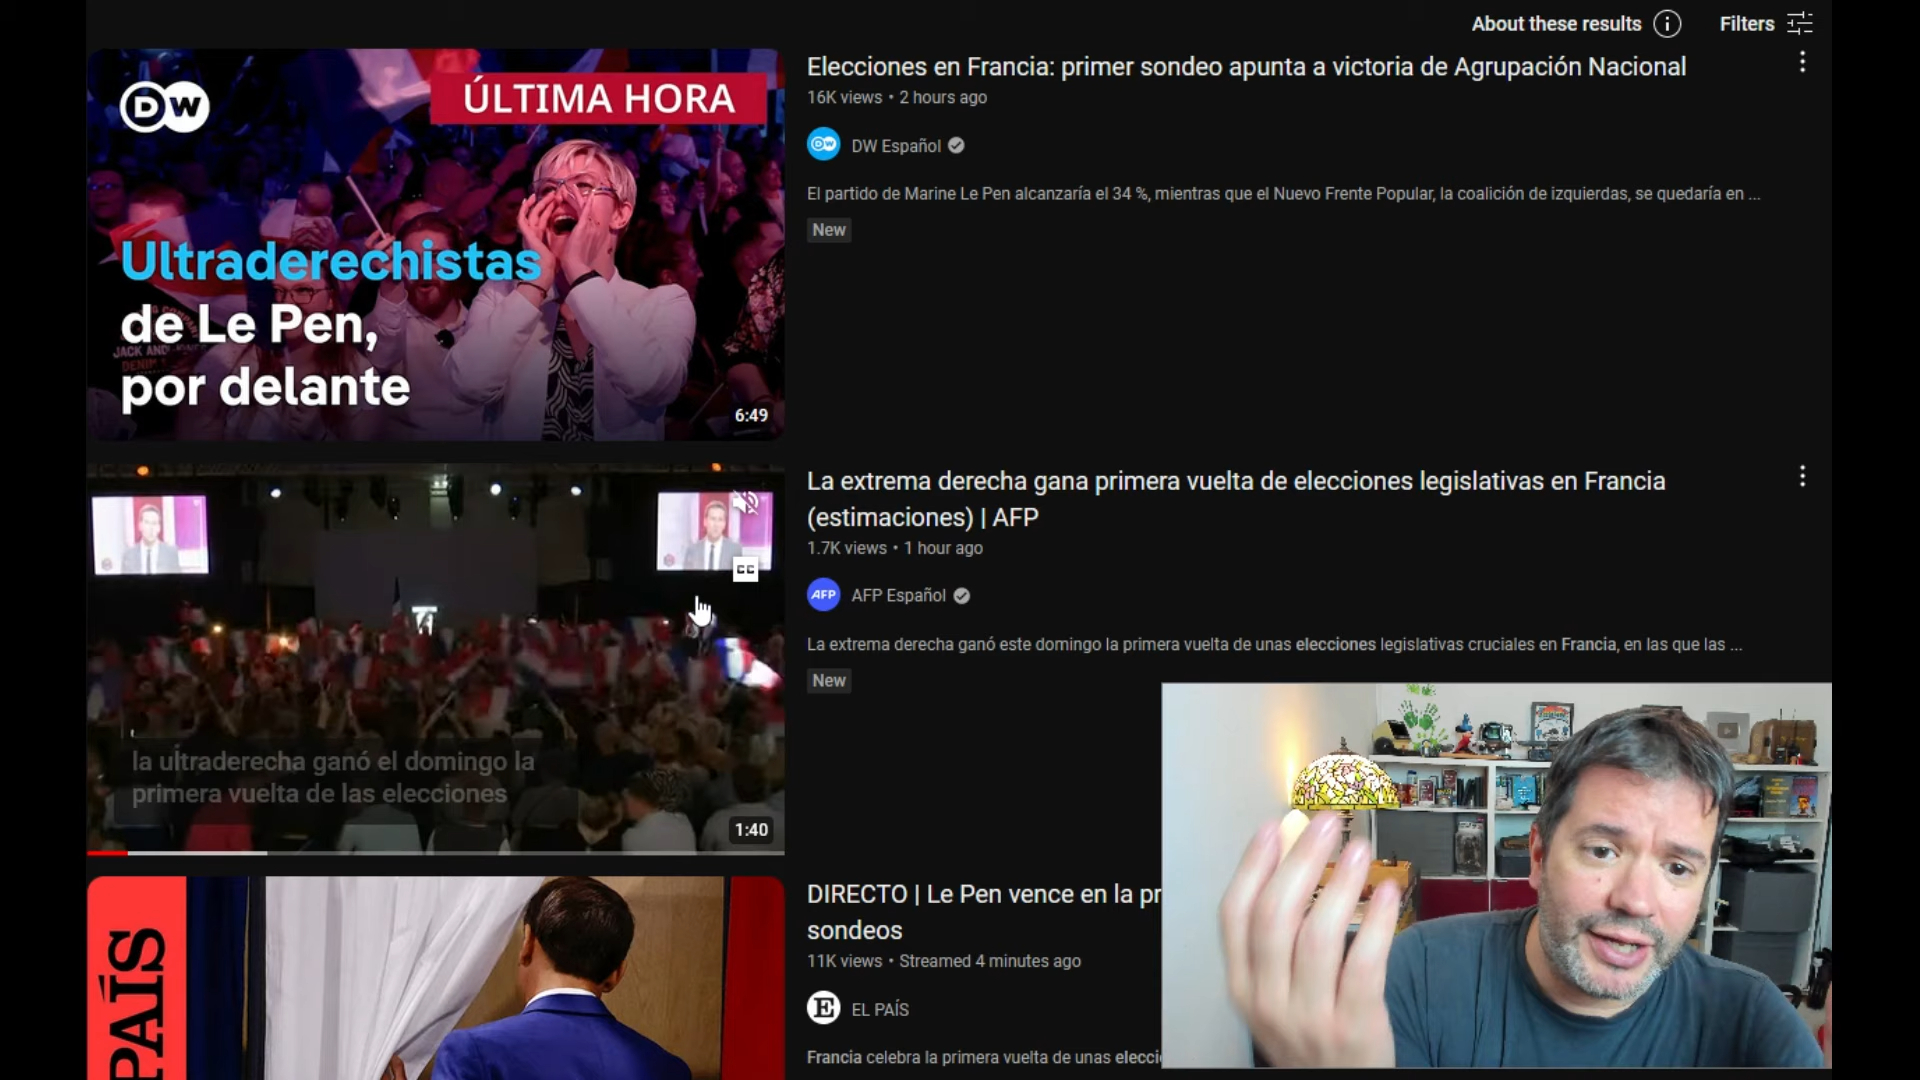 About these results
Filters
DW
ÚLTIMA HORA
Ultraderechistas
de Le Pen,
por delante
JACK AND JONES
DENIM
6:49
Elecciones en Francia: primer sondeo apunta a victoria de Agrupación Nacional
16K views • 2 hours ago
DW Español
El partido de Marine Le Pen alcanzaría el 34 %, mientras que el Nuevo Frente Popular, la coalición de izquierdas, se quedaría en ...
New
CC
la ultraderecha ganó el domingo la
primera vuelta de las elecciones
1:40
La extrema derecha gana primera vuelta de elecciones legislativas en Francia
(estimaciones) | AFP
1.7K views • 1 hour ago
AFP
AFP Español
La extrema derecha ganó este domingo la primera vuelta de unas elecciones legislativas cruciales en Francia, en las que las ...
New
PAÍS
DIRECTO | Le Pen vence en la pr
sondeos
11K views • Streamed 4 minutes ago
E
EL PAÍS
Francia celebra la primera vuelta de unas elecci